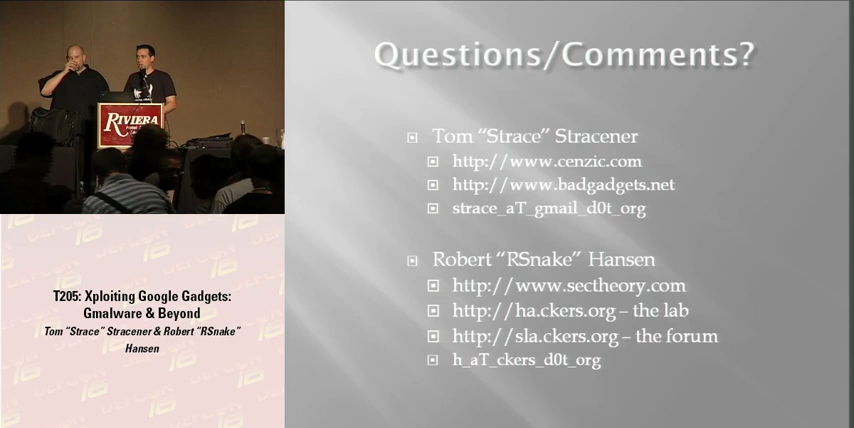 RIVIERA
T205: Xploiting Google Gadgets:
Gmalware & Beyond
Tom "Strace" Stracener & Robert "RSnake"
Hansen
DEFCON 16
Questions/Comments?
Tom “Strace” Stracener
http://www.cenzic.com
http://www.badgadgets.net
strace_aT_gmail_d0t_org
Robert “RSnake” Hansen
http://www.sectheory.com
http://ha.ckers.org – the lab
http://sla.ckers.org – the forum
h_aT_ckers_d0t_org